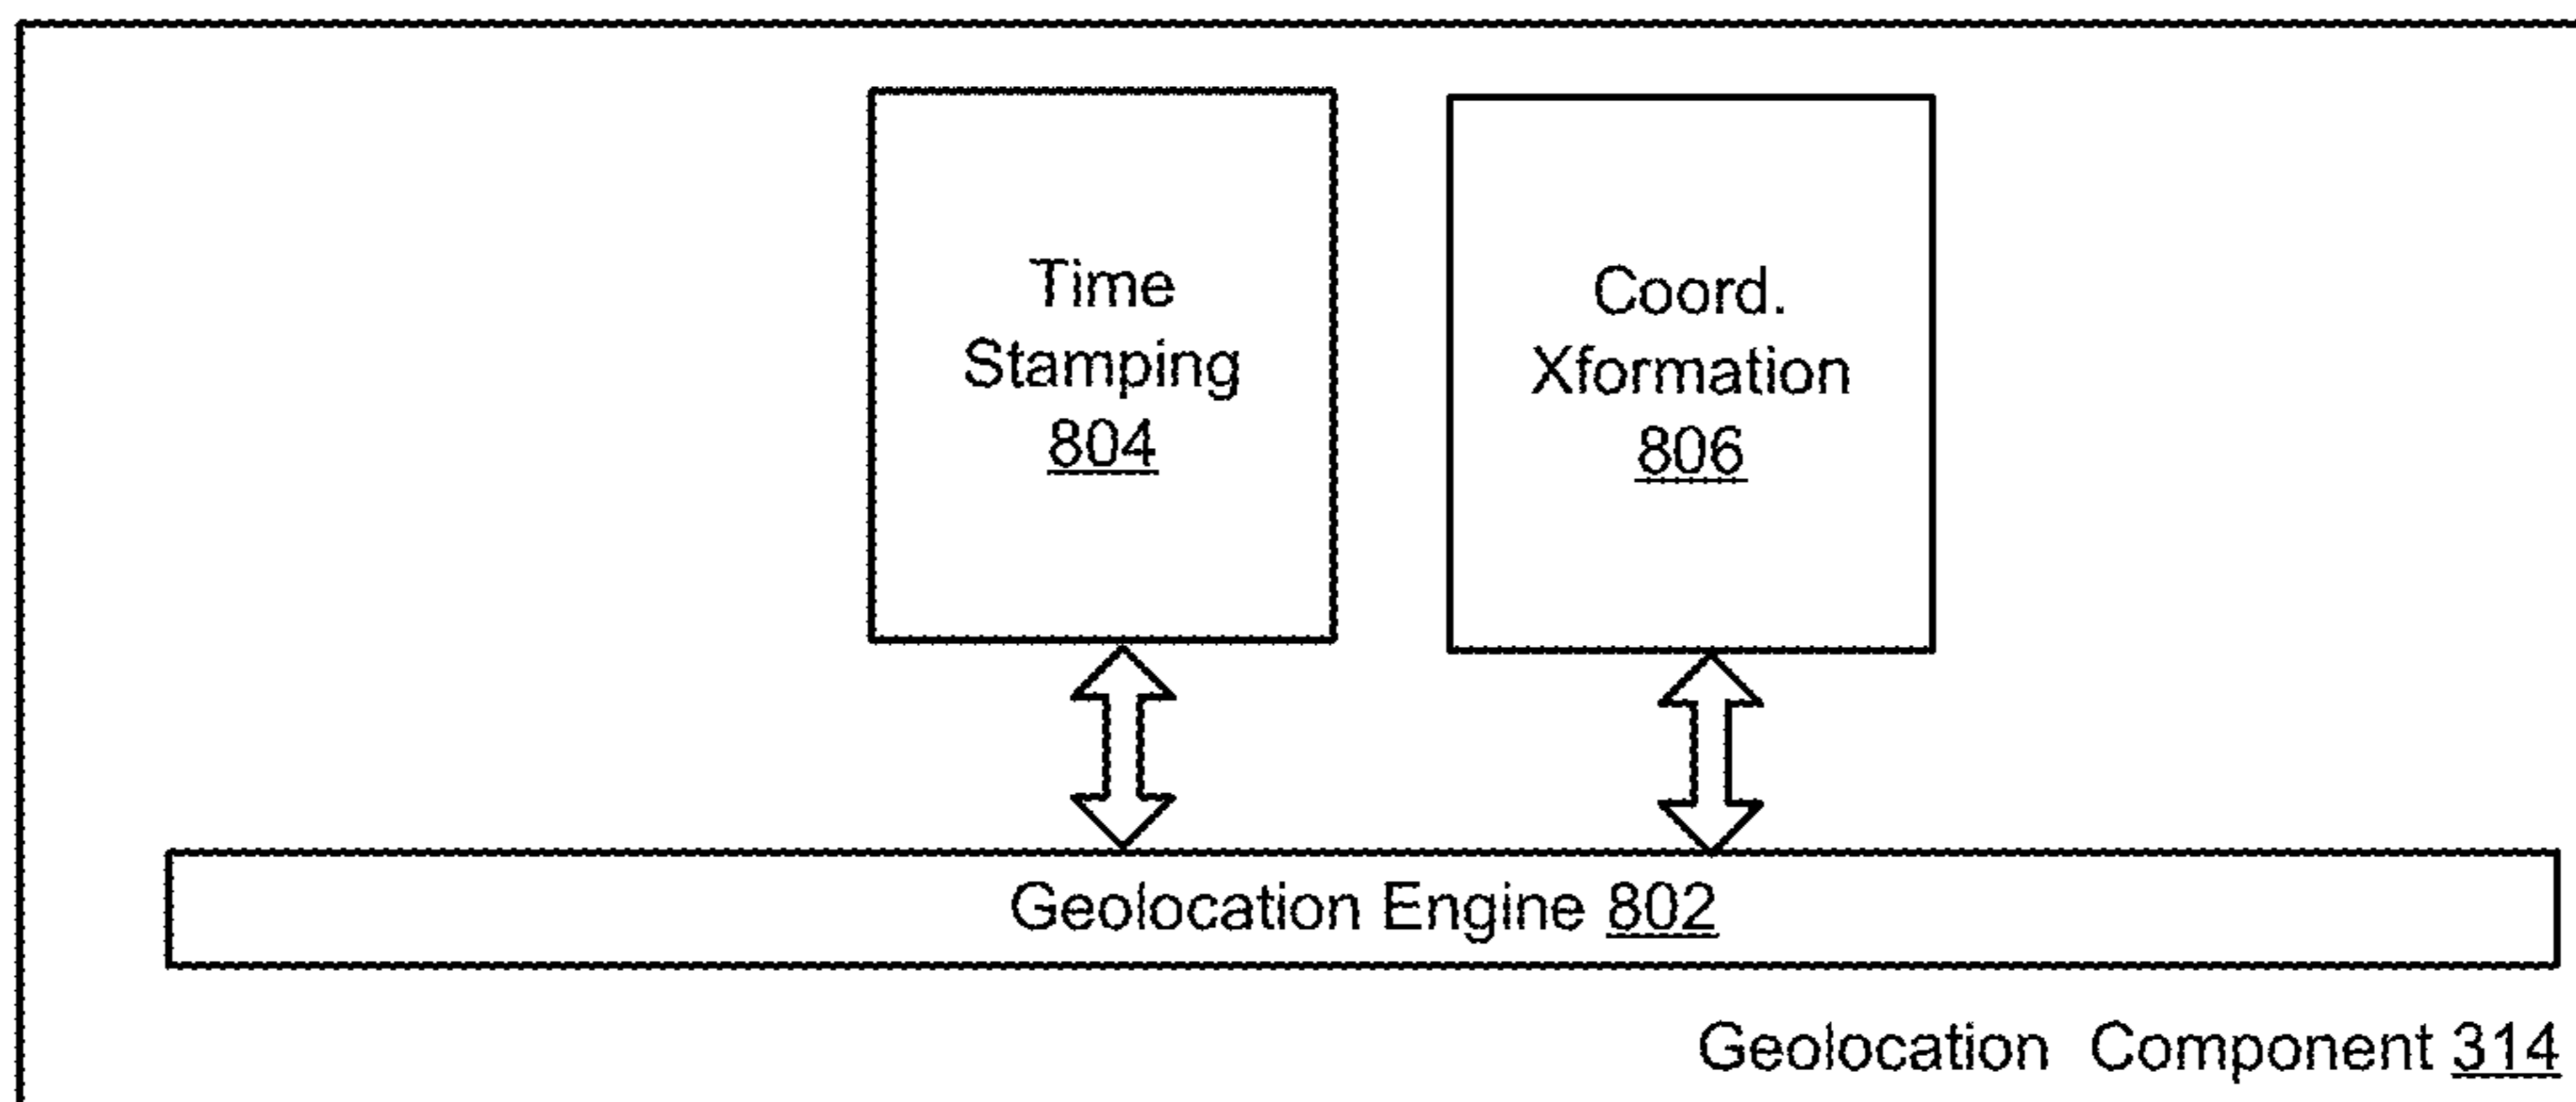 Time
Stamping
804
Coord.
Xformation
806
Geolocation Engine 802
Geolocation Component 314